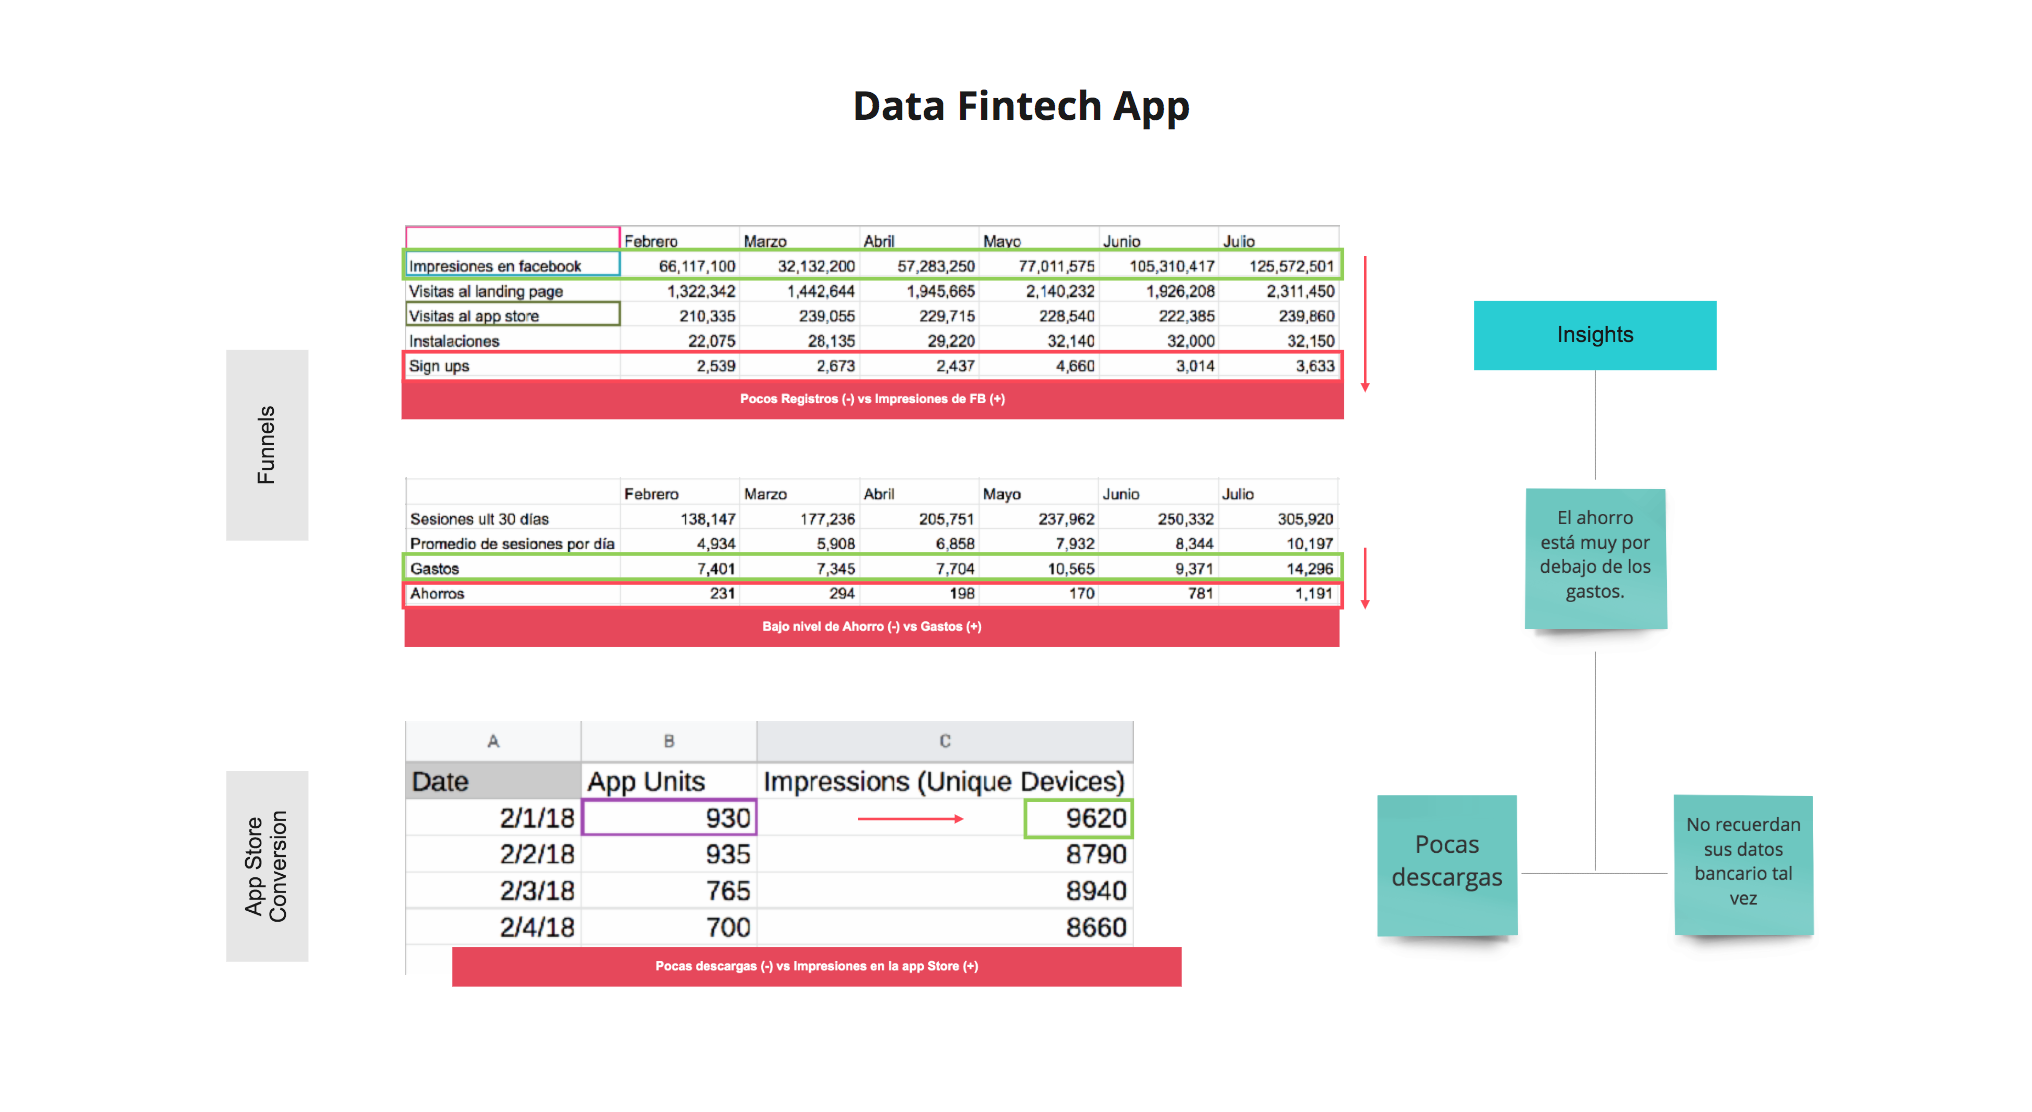 Data Fintech App
Funnels
Febrero Marzo Abril Mayo Junio Julio
Impresiones en facebook 66,117,100 32,132,200 57,283,250 77,011,575 105,310,417 125,572,501
Visitas al landing page 1,322,342 1,442,644 1,945,665 2,140,232 1,926,208 2,311,450
Visitas al app store 210,335 239,055 229,715 228,540 222,385 239,860
Instalaciones 22,075 28,135 29,220 32,140 32,000 32,150
Sign ups 2,539 2,673 2,437 4,660 3,014 3,633
Pocos Registros (-) vs Impresiones de FB (+)
Febrero Marzo Abril Mayo Junio Julio
Sesiones ult 30 días 138,147 177,236 205,751 237,962 250,332 305,920
Promedio de sesiones por día 4,934 5,908 6,858 7,932 8,344 10,197
Gastos 7,401 7,345 7,704 10,565 9,371 14,296
Ahorros 231 294 198 170 781 1,191
Bajo nivel de Ahorro (-) vs Gastos (+)
App Store
Conversion
A B C
Date App Units Impressions (Unique Devices)
2/1/18 930 9620
2/2/18 935 8790
2/3/18 765 8940
2/4/18 700 8660
Pocas descargas (-) vs Impresiones en la app Store (+)
Insights
El ahorro
está muy por
debajo de los
gastos.
Pocas
descargas
No recuerdan
sus datos
bancario tal
vez